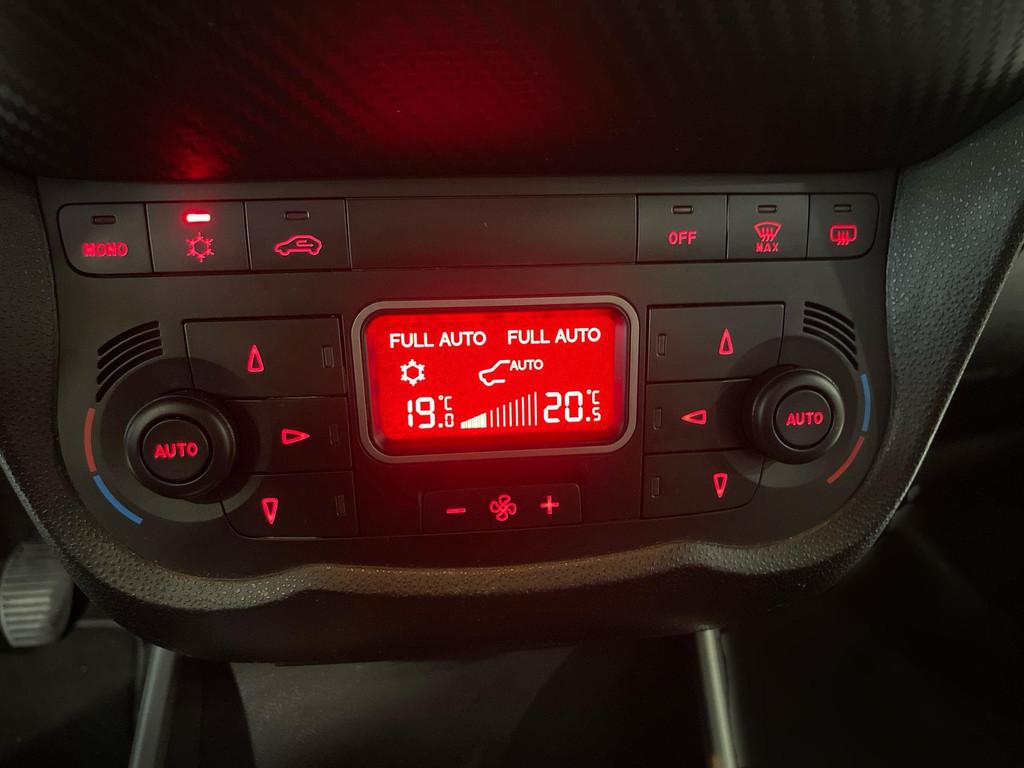 MONO
OFF
MAX
FULL AUTO FULL AUTO
AUTO
19.0°C 20.5°C
AUTO
AUTO
- +